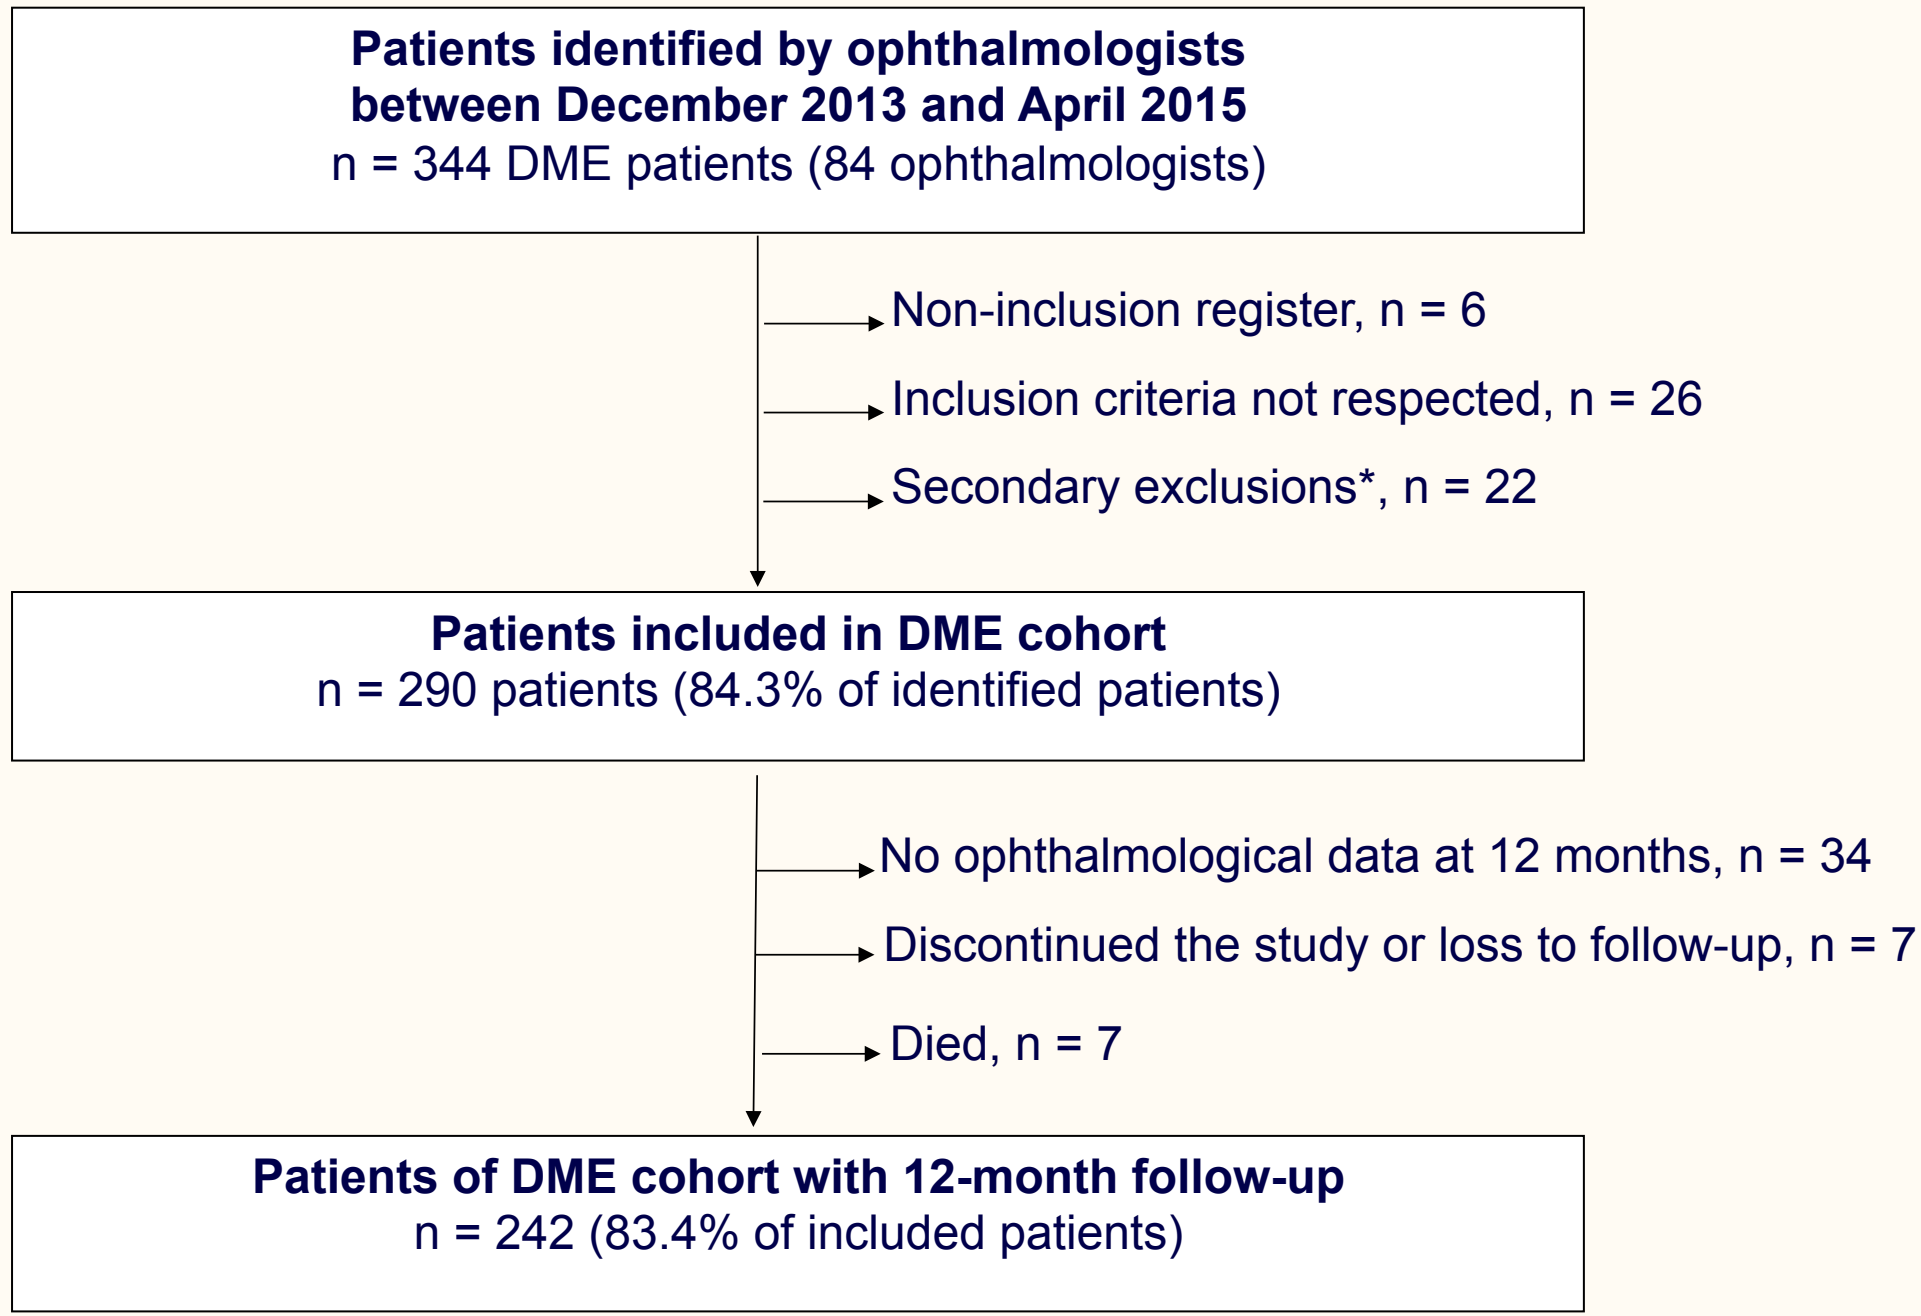 Patients identified by ophthalmologists
between December 2013 and April 2015
n = 344 DME patients (84 ophthalmologists)
Non-inclusion register, n = 6
Inclusion criteria not respected, n = 26
Secondary exclusions*, n = 22
Patients included in DME cohort
n = 290 patients (84.3% of identified patients)
No ophthalmological data at 12 months, n = 34
Discontinued the study or loss to follow-up, n = 7
Died, n = 7
Patients of DME cohort with 12-month follow-up
n = 242 (83.4% of included patients)